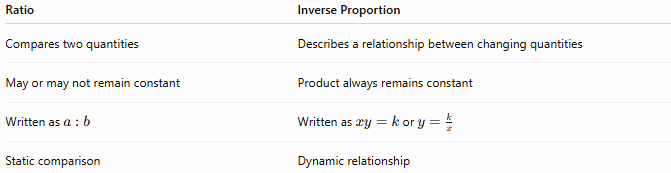 Ratio Inverse Proportion
Compares two quantities Describes a relationship between changing quantities
May or may not remain constant Product always remains constant
Written as a : b Written as xy = k or y = k/x
Static comparison Dynamic relationship